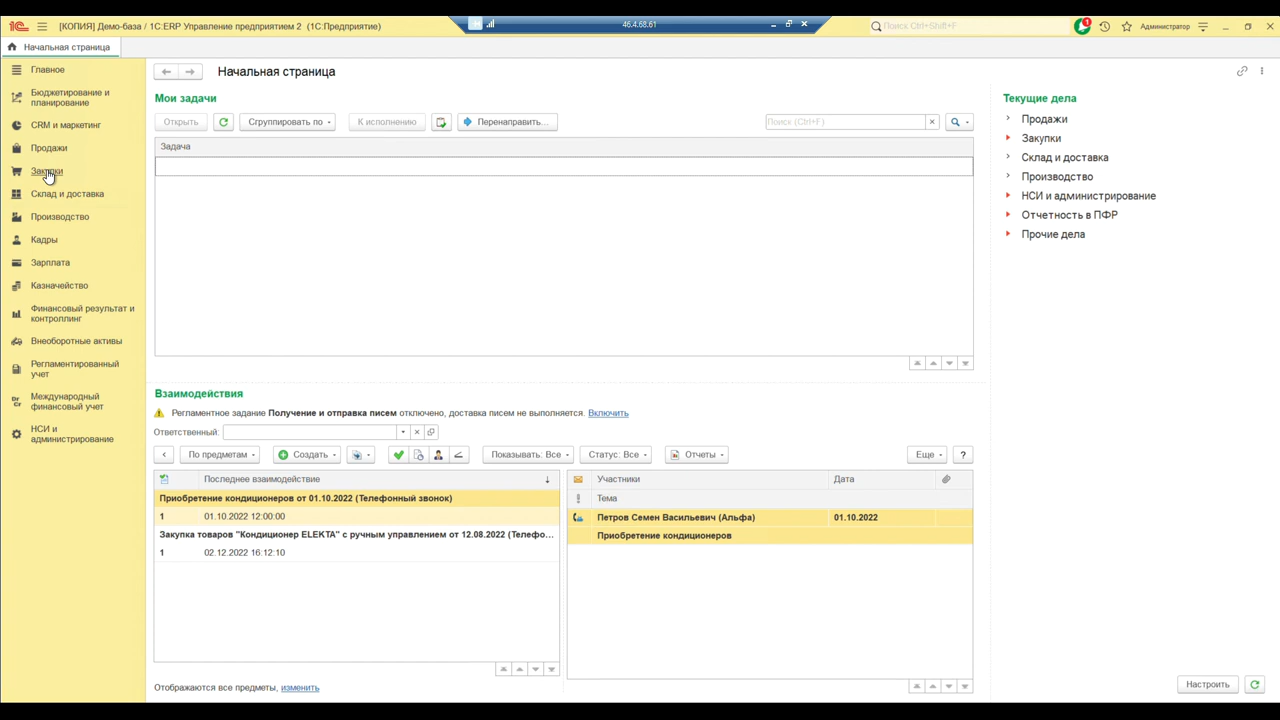 [КОПИЯ] Демо-база / 1С:ERP Управление предприятием 2 (1С:Предприятие)
46.4.68.61
Поиск Ctrl+Shift+F
1
Администратор
Начальная страница
Главное
Бюджетирование и
планирование
CRM и маркетинг
Продажи
Закупки
Склад и доставка
Производство
Кадры
Зарплата
Казначейство
Финансовый результат и
контроллинг
Внеоборотные активы
Регламентированный
учет
Международный
финансовый учет
НСИ и
администрирование
Начальная страница
Мои задачи
Открыть
Сгруппировать по
К исполнению
Перенаправить...
Поиск (Ctrl+F)
Задача
Взаимодействия
Регламентное задание Получение и отправка писем отключено, доставка писем не выполняется. Включить
Ответственный:
По предметам
Создать
Показывать: Все
Статус: Все
Отчеты
Еще
?
Последнее взаимодействие
Приобретение кондиционеров от 01.10.2022 (Телефонный звонок)
1 01.10.2022 12:00:00
Закупка товаров "Кондиционер ELEKTA" с ручным управлением от 12.08.2022 (Телефо...
1 02.12.2022 16:12:10
Участники Дата
Тема
Петров Семен Васильевич (Альфа) 01.10.2022
Приобретение кондиционеров
Отображаются все предметы, изменить
Текущие дела
Продажи
Закупки
Склад и доставка
Производство
НСИ и администрирование
Отчетность в ПФР
Прочие дела
Настроить